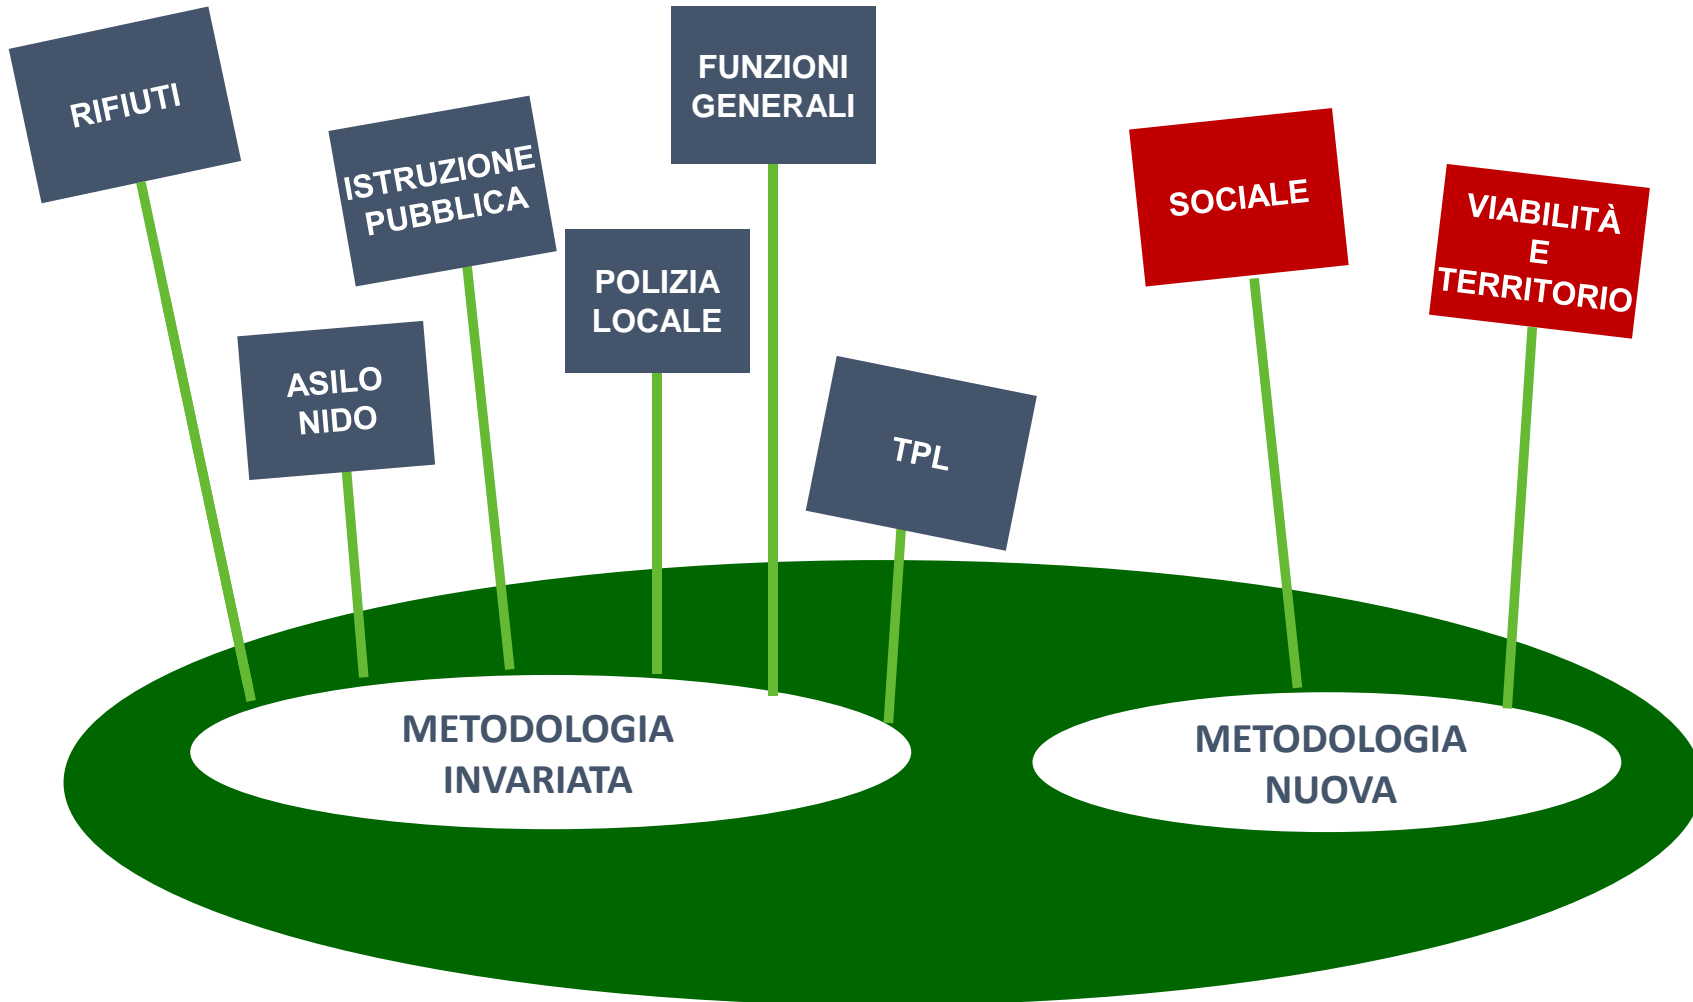 RIFIUTI
ISTRUZIONE
PUBBLICA
FUNZIONI
GENERALI
ASILO
NIDO
POLIZIA
LOCALE
TPL
SOCIALE
VIABILITÀ
E
TERRITORIO
METODOLOGIA
INVARIATA
METODOLOGIA
NUOVA